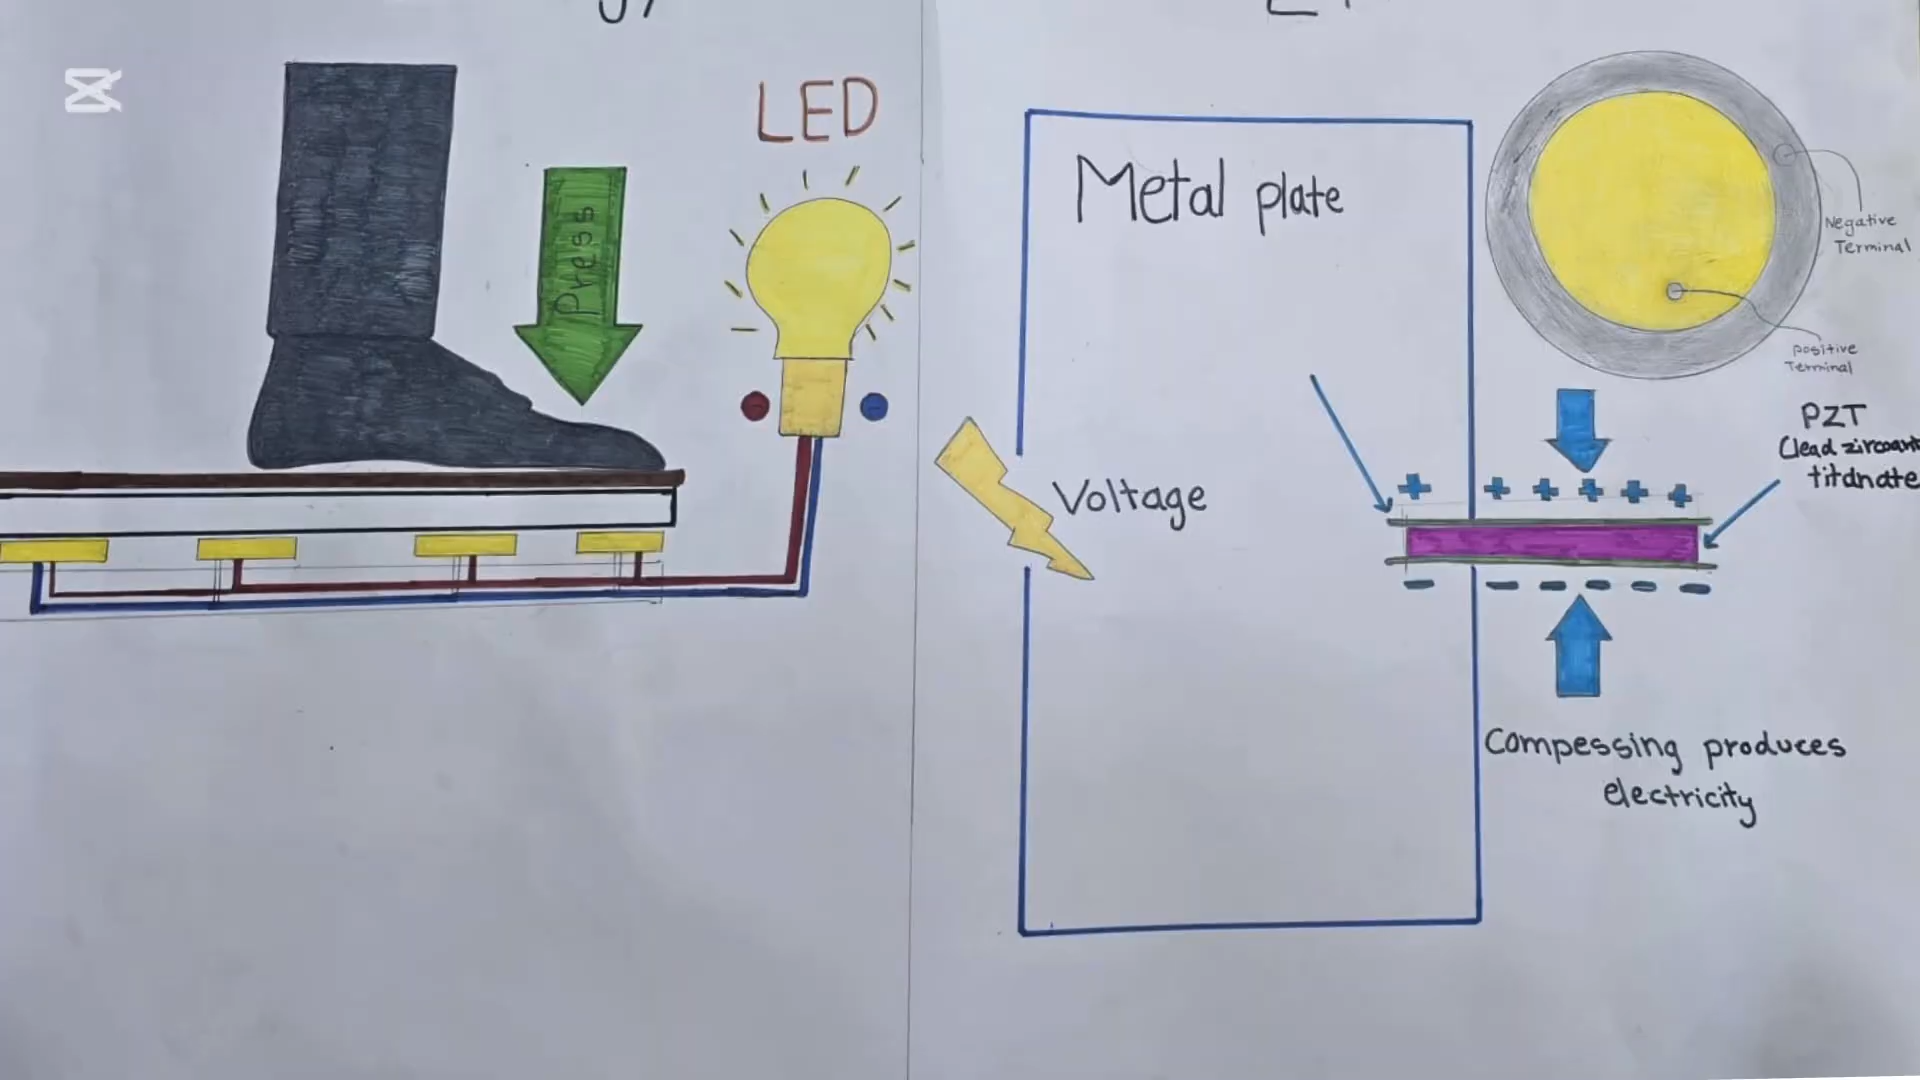 LED
Press
Metal plate
Negative
Terminal
positive
Terminal
PZT
titanate
Voltage
Compessing produces
electricity